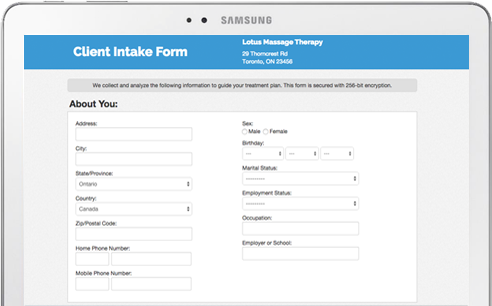 SAMSUNG
Client Intake Form
Lotus Massage Therapy
29 Thorncrest Rd
Toronto, ON 23456
We collect and analyze the following information to guide your treatment plan. This form is secured with 256-bit encryption.
About You:
Address:
City:
State/Province:
Ontario
Country:
Canada
Zip/Postal Code:
Home Phone Number:
Mobile Phone Number:
Sex:
Male Female
Birthday:
--- --- ---
Marital Status:
---------
Employment Status:
---------
Occupation:
Employer or School: